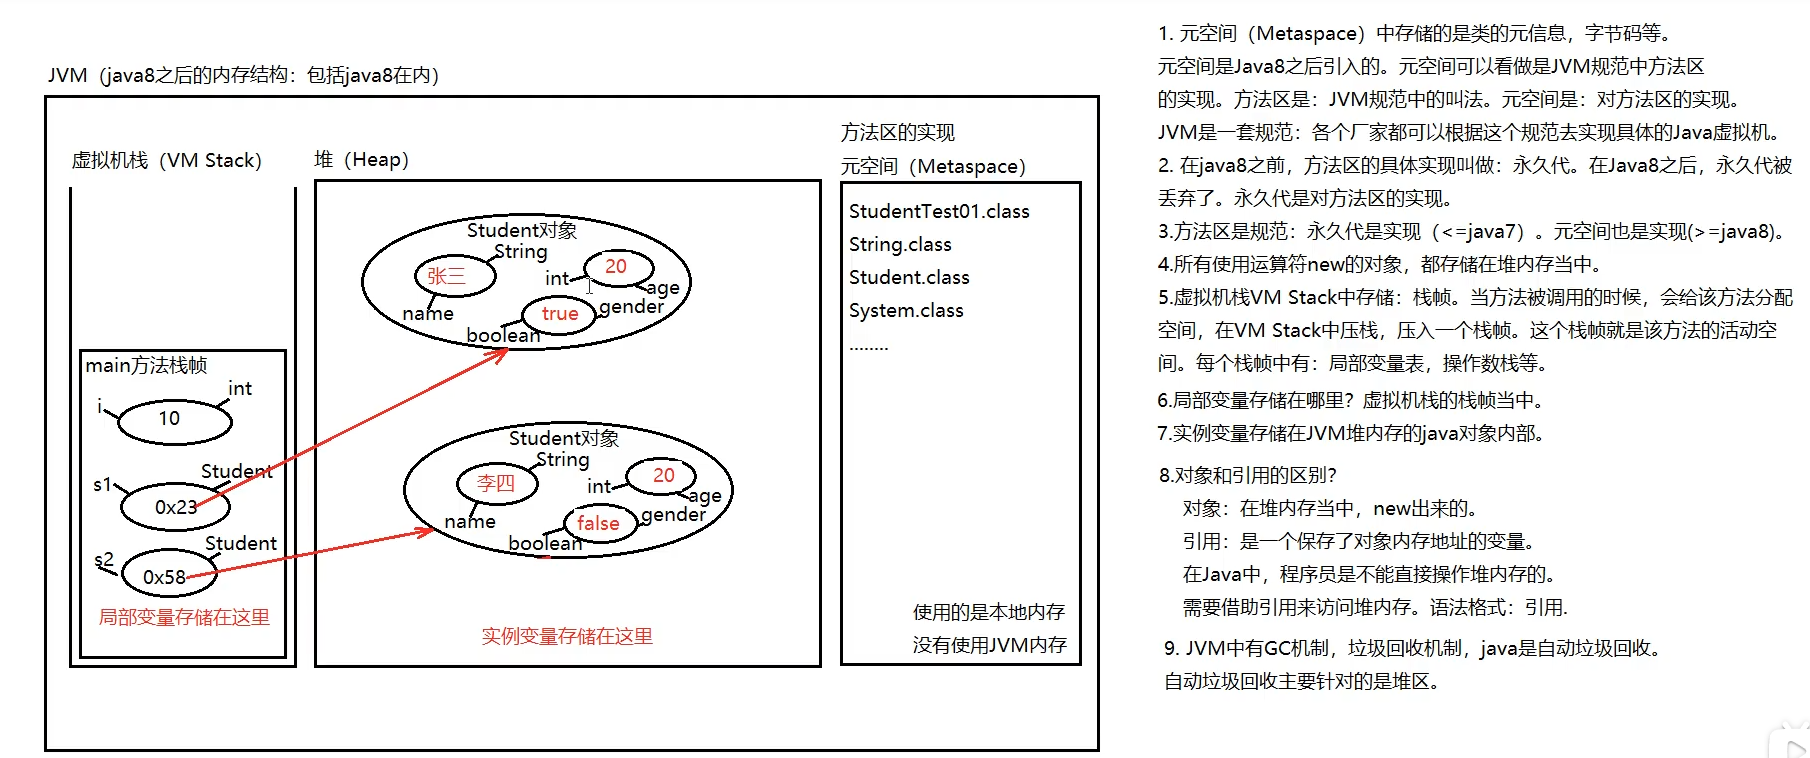 JVM（java8之后的内存结构：包括java8在内）
虚拟机栈（VM Stack）
main方法栈帧
int
i
10
Student
s1
0x23
Student
s2
0x58
局部变量存储在这里
堆（Heap）
Student对象
String
张三
name
int
20
age
gender
true
boolean
Student对象
String
李四
name
int
20
age
gender
false
boolean
实例变量存储在这里
方法区的实现
元空间（Metaspace）
StudentTest01.class
String.class
Student.class
System.class
........
使用的是本地内存
没有使用JVM内存
1. 元空间（Metaspace）中存储的是类的元信息，字节码等。
元空间是Java8之后引入的。元空间可以看做是JVM规范中方法区
的实现。方法区是：JVM规范中的叫法。元空间是：对方法区的实现。
JVM是一套规范：各个厂家都可以根据这个规范去实现具体的Java虚拟机。
2. 在java8之前，方法区的具体实现叫做：永久代。在Java8之后，永久代被
丢弃了。永久代是对方法区的实现。
3.方法区是规范：永久代是实现（<=java7）。元空间也是实现(>=java8)。
4.所有使用运算符new的对象，都存储在堆内存当中。
5.虚拟机栈VM Stack中存储：栈帧。当方法被调用的时候，会给该方法分配
空间，在VM Stack中压栈，压入一个栈帧。这个栈帧就是该方法的活动空
间。每个栈帧中有：局部变量表，操作数栈等。
6.局部变量存储在哪里？虚拟机栈的栈帧当中。
7.实例变量存储在JVM堆内存的java对象内部。
8.对象和引用的区别？
对象：在堆内存当中，new出来的。
引用：是一个保存了对象内存地址的变量。
在Java中，程序员是不能直接操作堆内存的。
需要借助引用来访问堆内存。语法格式：引用.
9. JVM中有GC机制，垃圾回收机制，java是自动垃圾回收。
自动垃圾回收主要针对的是堆区。